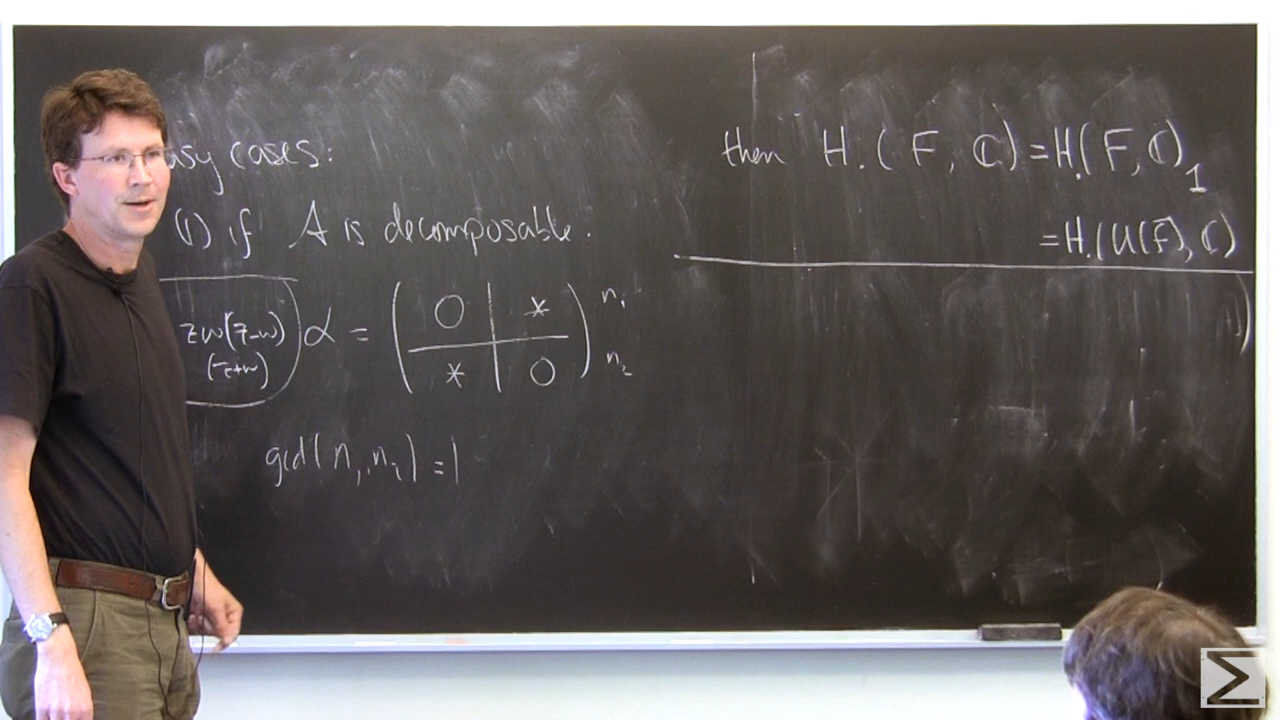 asy cases:
(1) if A is decomposable.
zw(z-w)
(z+w)
α = ( 0 | * ) n₁
( * | 0 ) n₂
gcd(n₁, n₂) = 1
then H.(F, ℂ) = H.(F, ℂ)₁
= H.(U(F), ℂ)